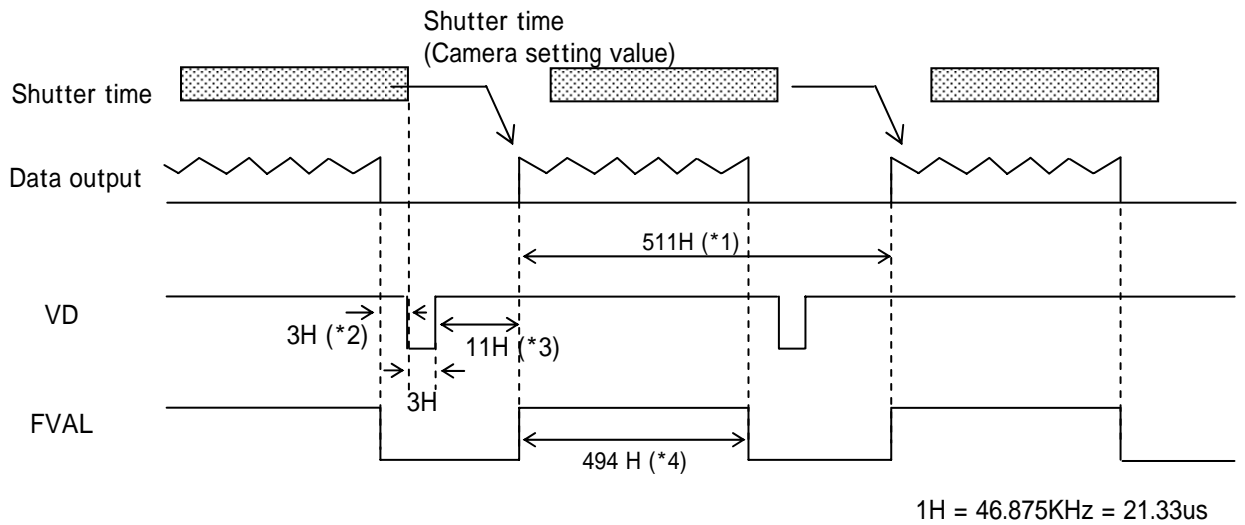 Shutter time
(Camera setting value)
Shutter time
Data output
511H (*1)
VD
3H (*2)
11H (*3)
3H
FVAL
494 H (*4)
1H = 46.875KHz = 21.33us